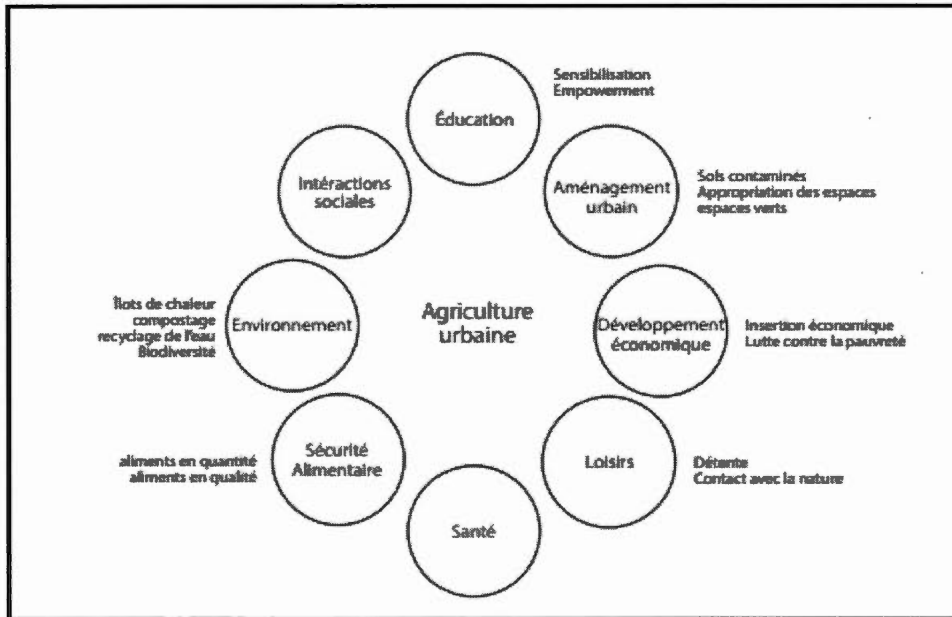 Éducation
Sensibilisation
Empowerment
Intéractions
sociales
Aménagement
urbain
Sols contaminés
Appropriation des espaces
espaces verts
Îlots de chaleur
compostage
recyclage de l'eau
Biodiversité
Environnement
Agriculture
urbaine
Développement
économique
Insertion économique
Lutte contre la pauvreté
aliments en quantité
aliments en qualité
Sécurité
Alimentaire
Loisirs
Détente
Contact avec la nature
Santé